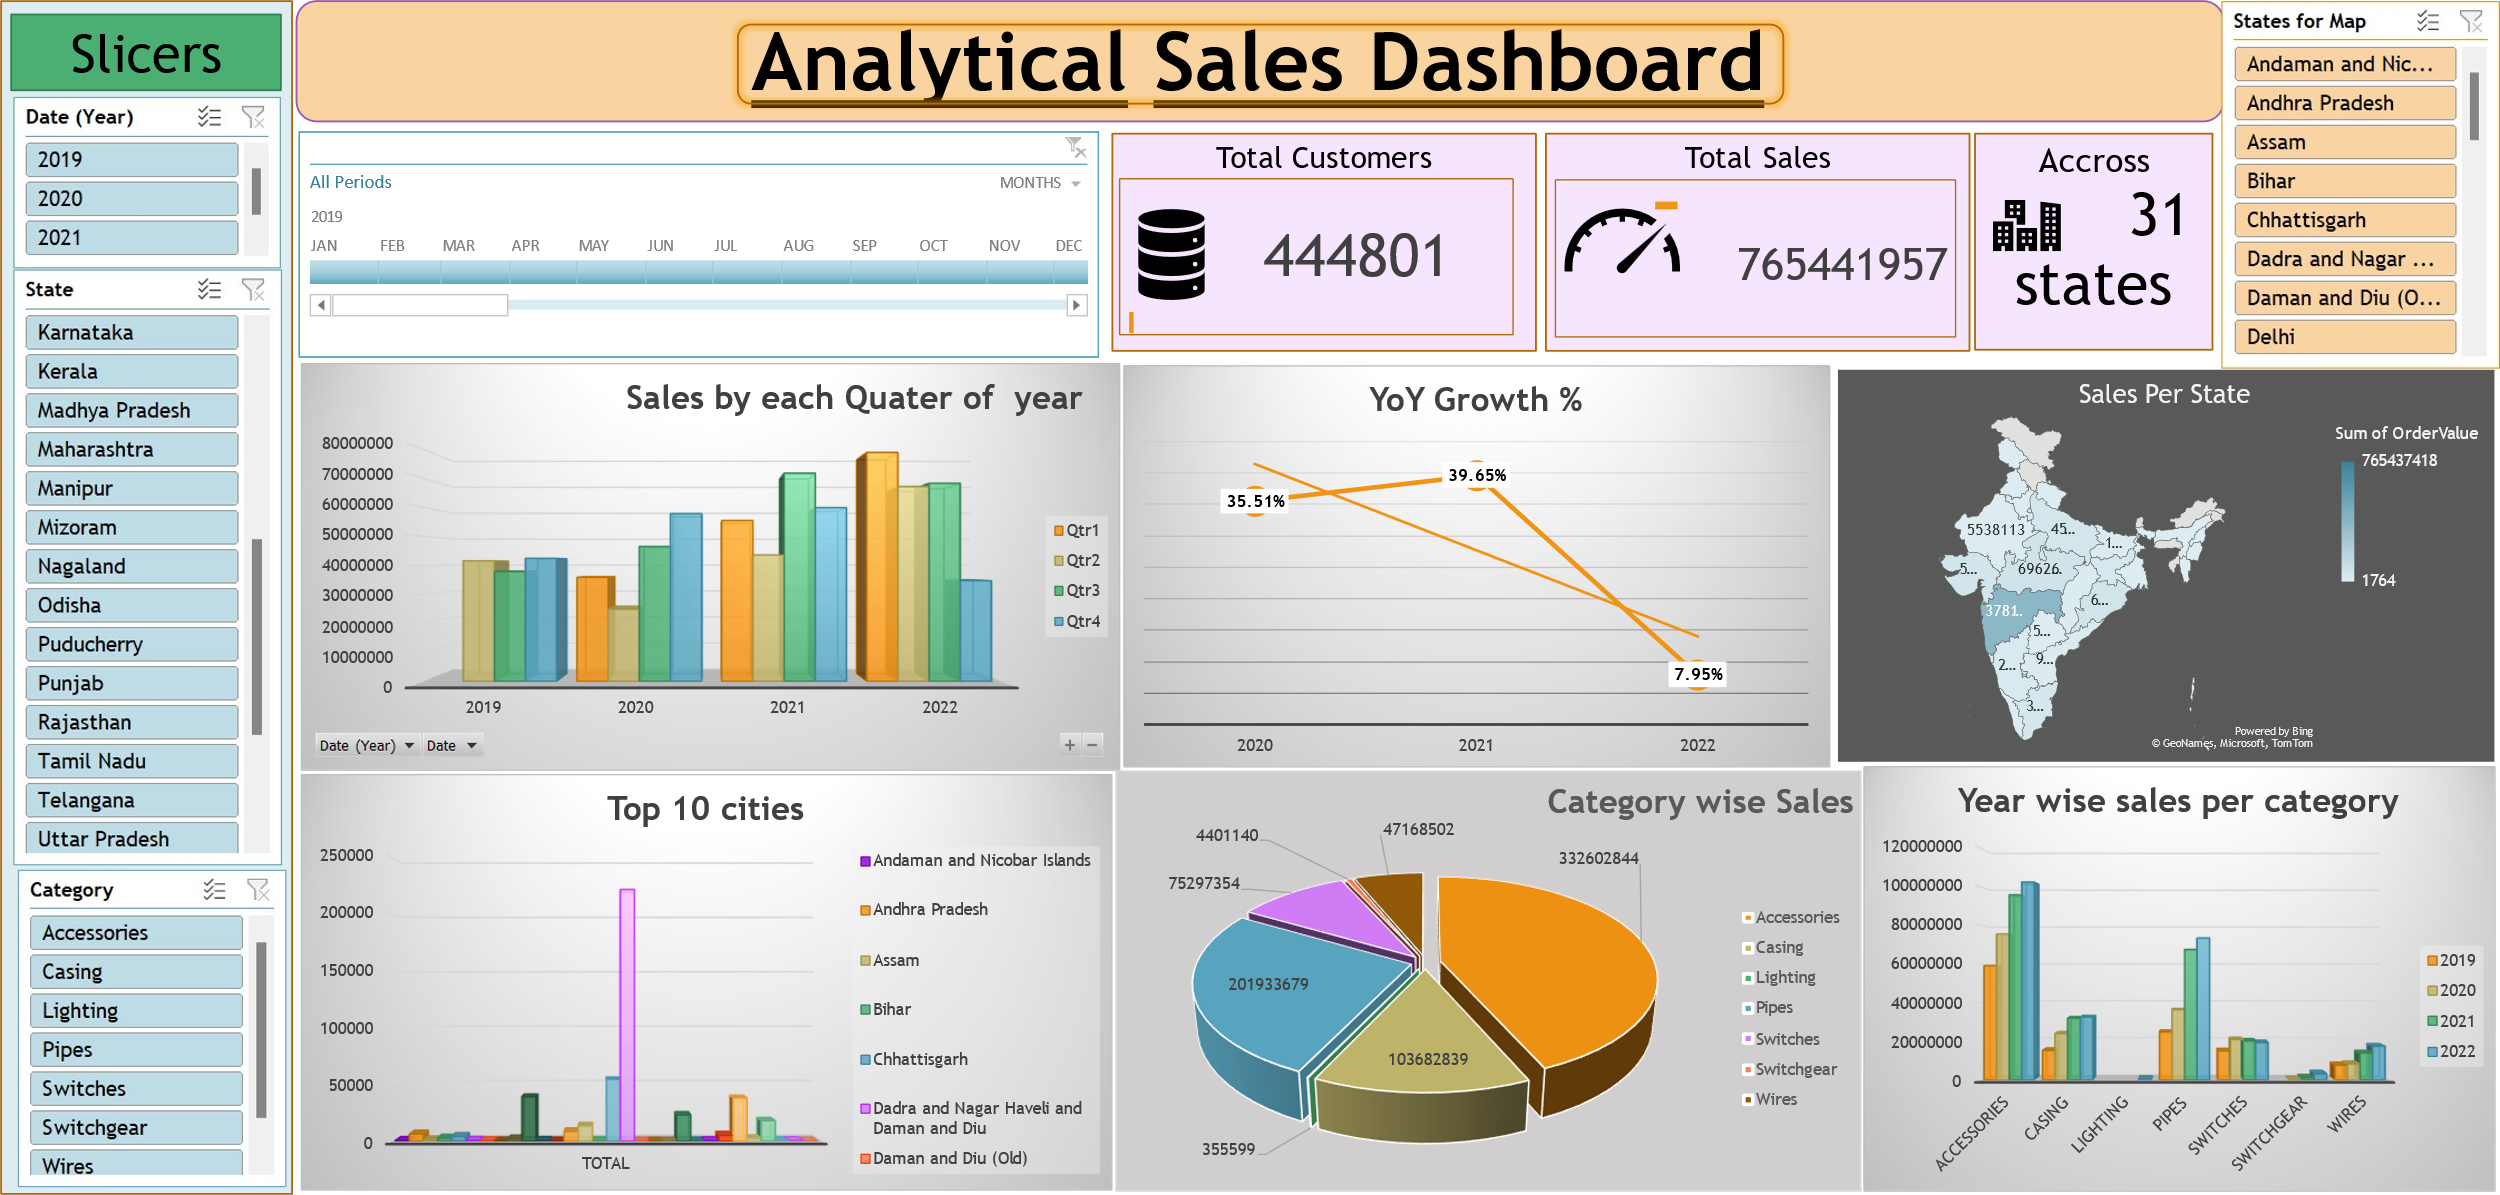 Slicers
Analytical Sales Dashboard
Date (Year)
2019
2020
2021
State
Karnataka
Kerala
Madhya Pradesh
Maharashtra
Manipur
Mizoram
Nagaland
Odisha
Puducherry
Punjab
Rajasthan
Tamil Nadu
Telangana
Uttar Pradesh
Category
Accessories
Casing
Lighting
Pipes
Switches
Switchgear
Wires
All Periods
MONTHS
2019
JAN FEB MAR APR MAY JUN JUL AUG SEP OCT NOV DEC
Total Customers
444801
Total Sales
765441957
Accross
31
states
States for Map
Andaman and Nic...
Andhra Pradesh
Assam
Bihar
Chhattisgarh
Dadra and Nagar ...
Daman and Diu (O...
Delhi
Sales by each Quater of year
80000000
70000000
60000000
50000000
40000000
30000000
20000000
10000000
0
2019 2020 2021 2022
Qtr1
Qtr2
Qtr3
Qtr4
Date (Year)
Date
+ −
YoY Growth %
35.51%
39.65%
7.95%
2020 2021 2022
Sales Per State
Sum of OrderValue
765437418
1764
5538113
45...
1...
5...
69626.
3781.
6...
5...
2...
9...
3...
Powered by Bing
© GeoNames, Microsoft, TomTom
Top 10 cities
250000
200000
150000
100000
50000
0
TOTAL
Andaman and Nicobar Islands
Andhra Pradesh
Assam
Bihar
Chhattisgarh
Dadra and Nagar Haveli and
Daman and Diu
Daman and Diu (Old)
Category wise Sales
4401140
47168502
332602844
75297354
201933679
103682839
355599
Accessories
Casing
Lighting
Pipes
Switches
Switchgear
Wires
Year wise sales per category
120000000
100000000
80000000
60000000
40000000
20000000
0
ACCESSORIES
CASING
LIGHTING
PIPES
SWITCHES
SWITCHGEAR
WIRES
2019
2020
2021
2022